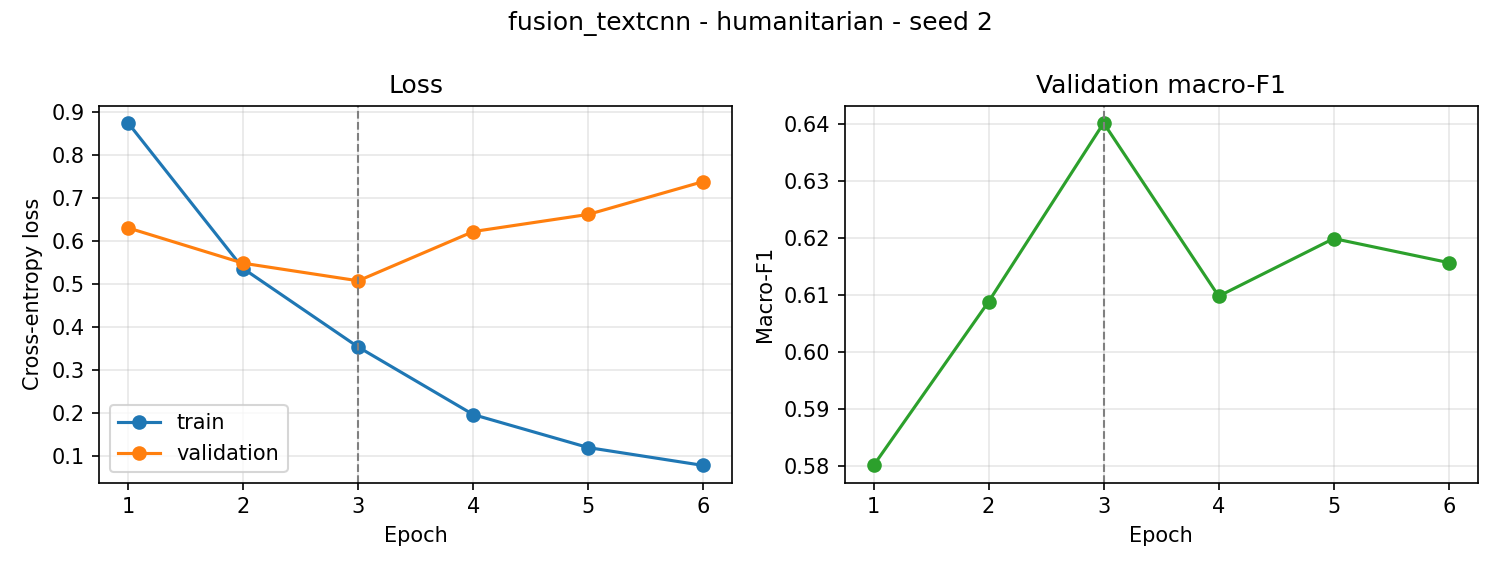 fusion_textcnn - humanitarian - seed 2
Loss
Cross-entropy loss
0.9
0.8
0.7
0.6
0.5
0.4
0.3
0.2
0.1
train
validation
1 2 3 4 5 6
Epoch
Validation macro-F1
Macro-F1
0.64
0.63
0.62
0.61
0.60
0.59
0.58
1 2 3 4 5 6
Epoch